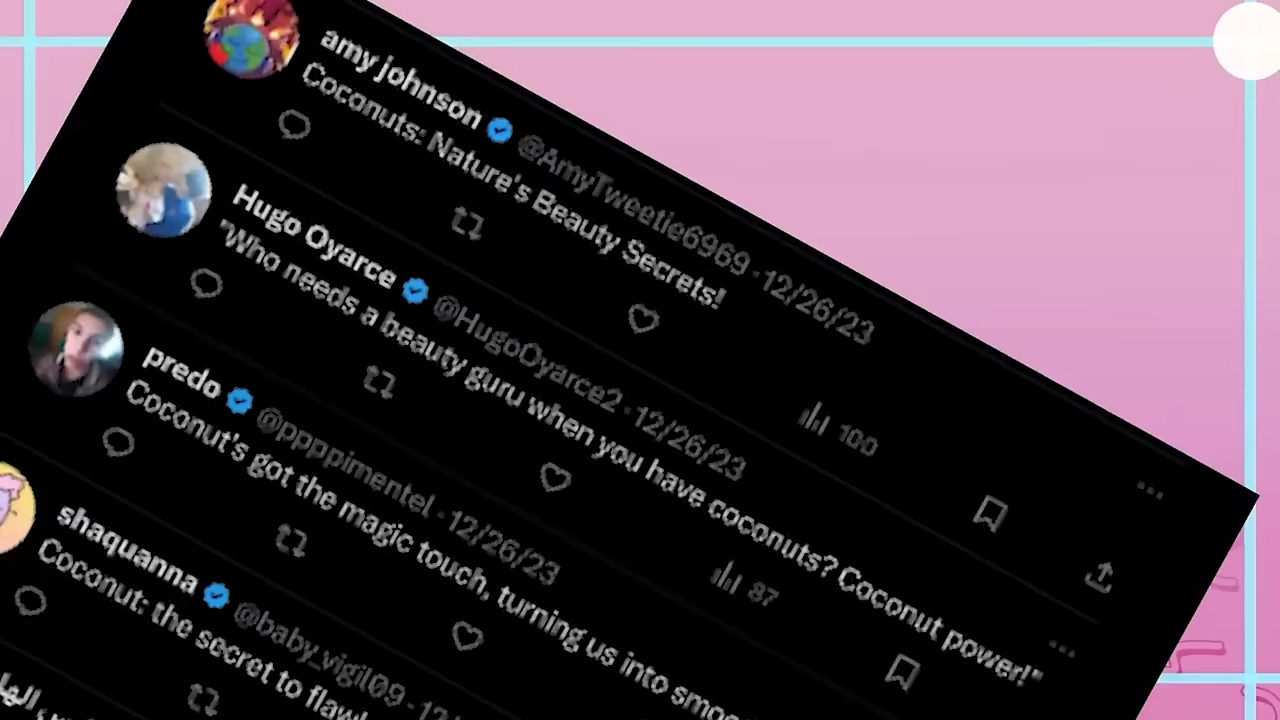 amy johnson @AmyTweetie6969 · 12/26/23
Coconuts: Nature's Beauty Secrets!
100
Hugo Oyarce @HugoOyarce2 · 12/26/23
"Who needs a beauty guru when you have coconuts? Coconut power!"
87
predo @ppppimentel · 12/26/23
Coconut's got the magic touch, turning us into
shaquanna @baby_vigil09
Coconut: the secret to